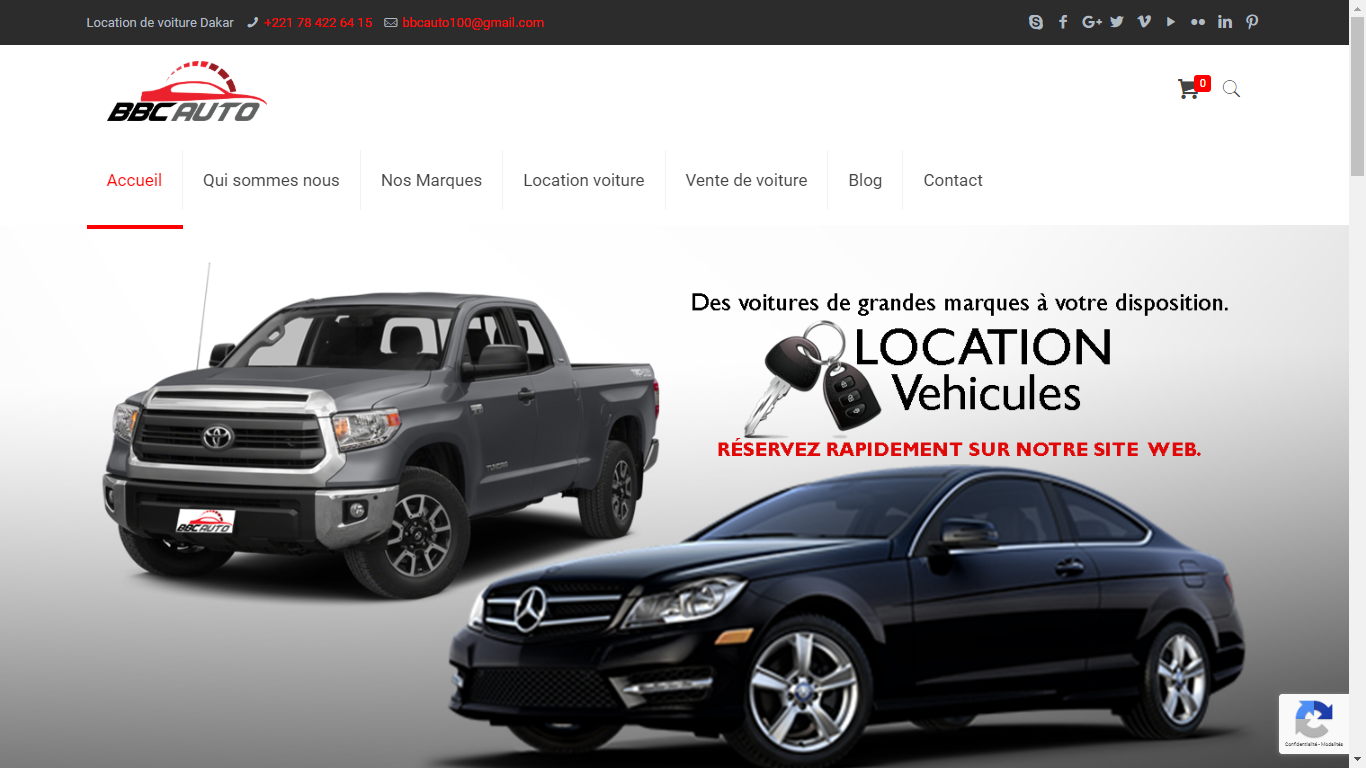 Location de voiture Dakar +221 78 422 64 15 bbcauto100@gmail.com
BBC AUTO
0
Accueil Qui sommes nous Nos Marques Location voiture Vente de voiture Blog Contact
Des voitures de grandes marques à votre disposition.
LOCATION
Vehicules
RÉSERVEZ RAPIDEMENT SUR NOTRE SITE WEB.
BBC AUTO
TUNDRA
Confidentialité - Modalités